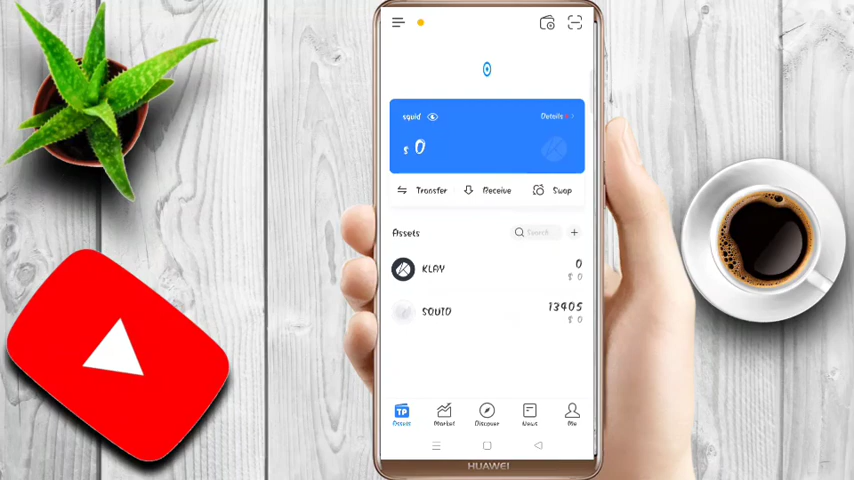 squid
Details
$ 0
Transfer
Receive
Swap
Assets
Search
KLAY
0
$ 0
SQUID
13405
$ 0
TP
Assets
Market
Discover
News
Me
HUAWEI